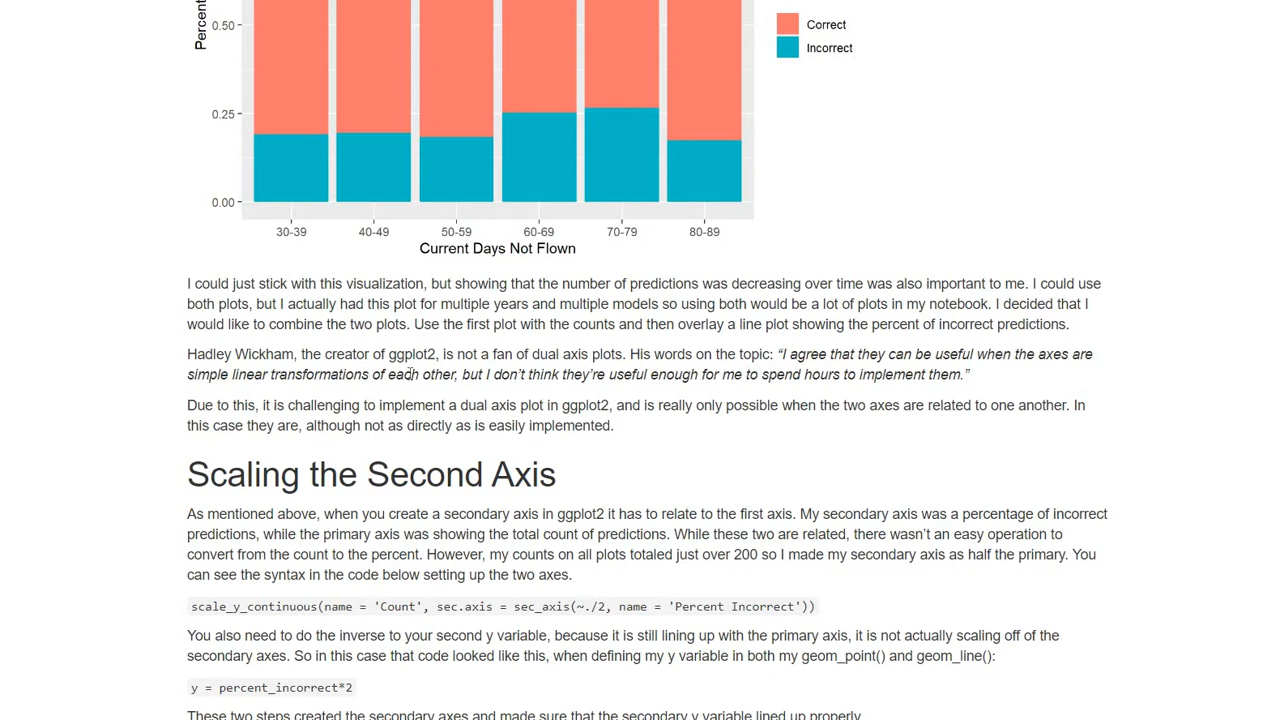 Percent
0.50
Correct
Incorrect
0.25
0.00
30-39 40-49 50-59 60-69 70-79 80-89
Current Days Not Flown
I could just stick with this visualization, but showing that the number of predictions was decreasing over time was also important to me. I could use
both plots, but I actually had this plot for multiple years and multiple models so using both would be a lot of plots in my notebook. I decided that I
would like to combine the two plots. Use the first plot with the counts and then overlay a line plot showing the percent of incorrect predictions.
Hadley Wickham, the creator of ggplot2, is not a fan of dual axis plots. His words on the topic: “I agree that they can be useful when the axes are
simple linear transformations of each other, but I don’t think they’re useful enough for me to spend hours to implement them.”
Due to this, it is challenging to implement a dual axis plot in ggplot2, and is really only possible when the two axes are related to one another. In
this case they are, although not as directly as is easily implemented.
Scaling the Second Axis
As mentioned above, when you create a secondary axis in ggplot2 it has to relate to the first axis. My secondary axis was a percentage of incorrect
predictions, while the primary axis was showing the total count of predictions. While these two are related, there wasn’t an easy operation to
convert from the count to the percent. However, my counts on all plots totaled just over 200 so I made my secondary axis as half the primary. You
can see the syntax in the code below setting up the two axes.
scale_y_continuous(name = 'Count', sec.axis = sec_axis(~./2, name = 'Percent Incorrect'))
You also need to do the inverse to your second y variable, because it is still lining up with the primary axis, it is not actually scaling off of the
secondary axes. So in this case that code looked like this, when defining my y variable in both my geom_point() and geom_line():
y = percent_incorrect*2
These two steps created the secondary axes and made sure that the secondary y variable lined up properly.